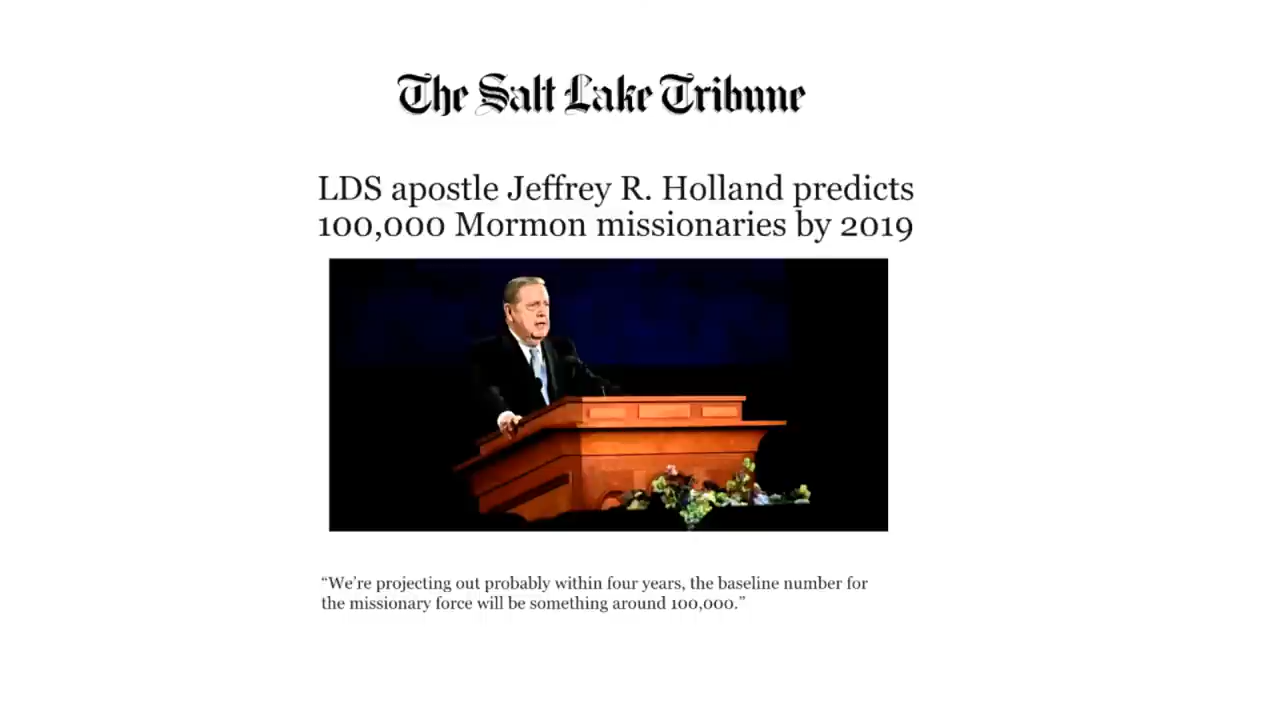 The Salt Lake Tribune
LDS apostle Jeffrey R. Holland predicts
100,000 Mormon missionaries by 2019
“We’re projecting out probably within four years, the baseline number for
the missionary force will be something around 100,000.”